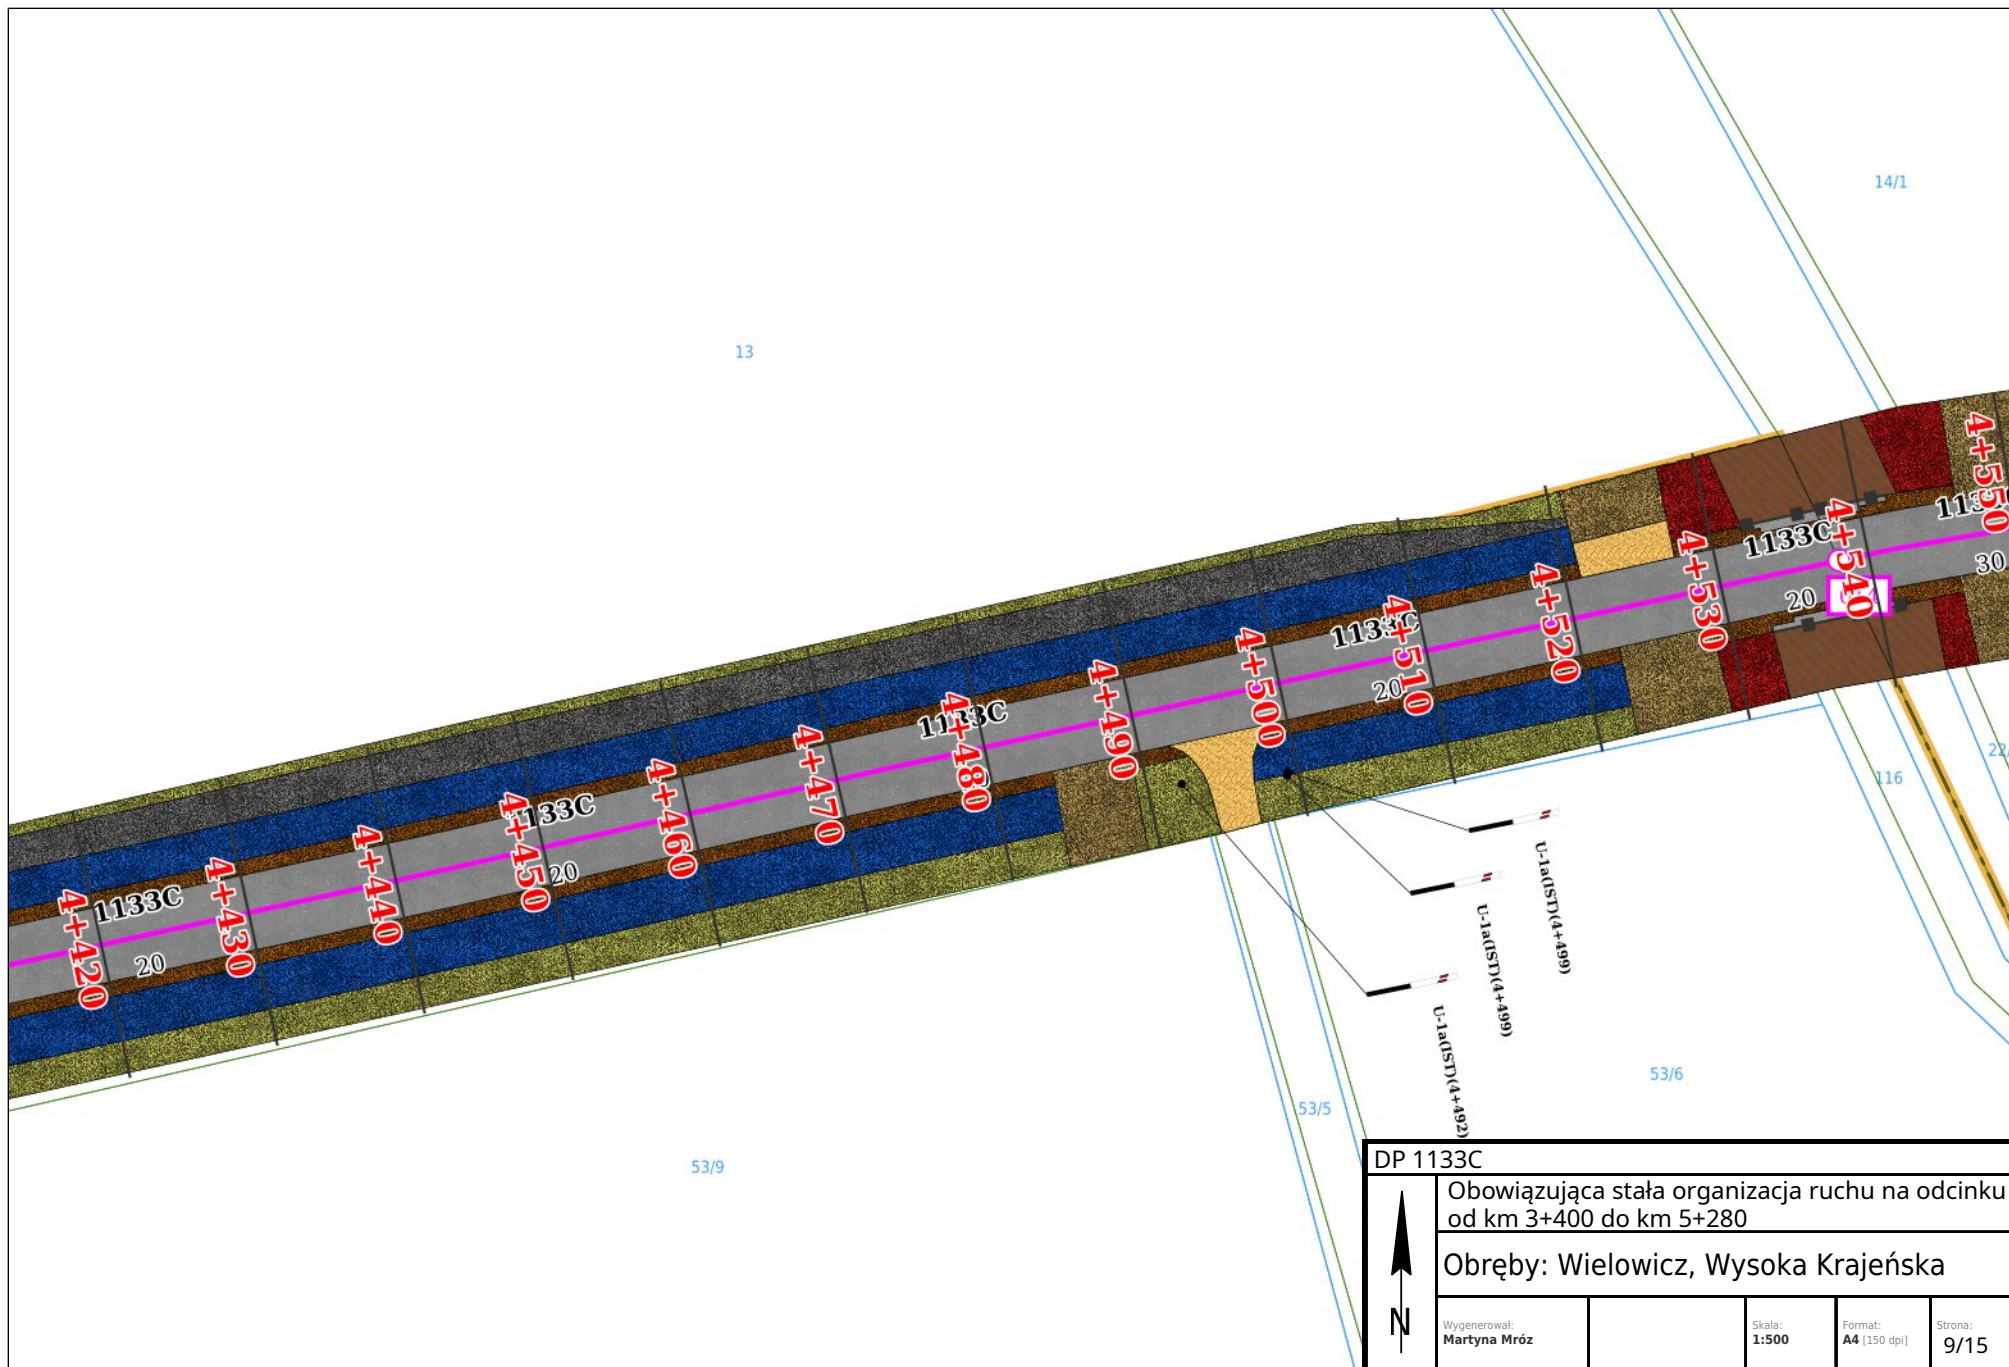 14/1
13
4+550
1133C
30
4+540
1133C
20
4+530
4+520
4+510
1133C
20
4+500
4+490
4+480
1133C
4+470
4+460
4+450
1133C
20
4+440
4+430
4+420
1133C
20
116
22/
U-1a(IST)(4+499)
U-1a(IST)(4+499)
U-1a(IST)(4+492)
53/6
53/5
53/9
DP 1133C
Obowiązująca stała organizacja ruchu na odcinku
od km 3+400 do km 5+280
Obręby: Wielowicz, Wysoka Krajeńska
N
Wygenerował:
Martyna Mróz
Skala:
1:500
Format:
A4 [150 dpi]
Strona:
9/15